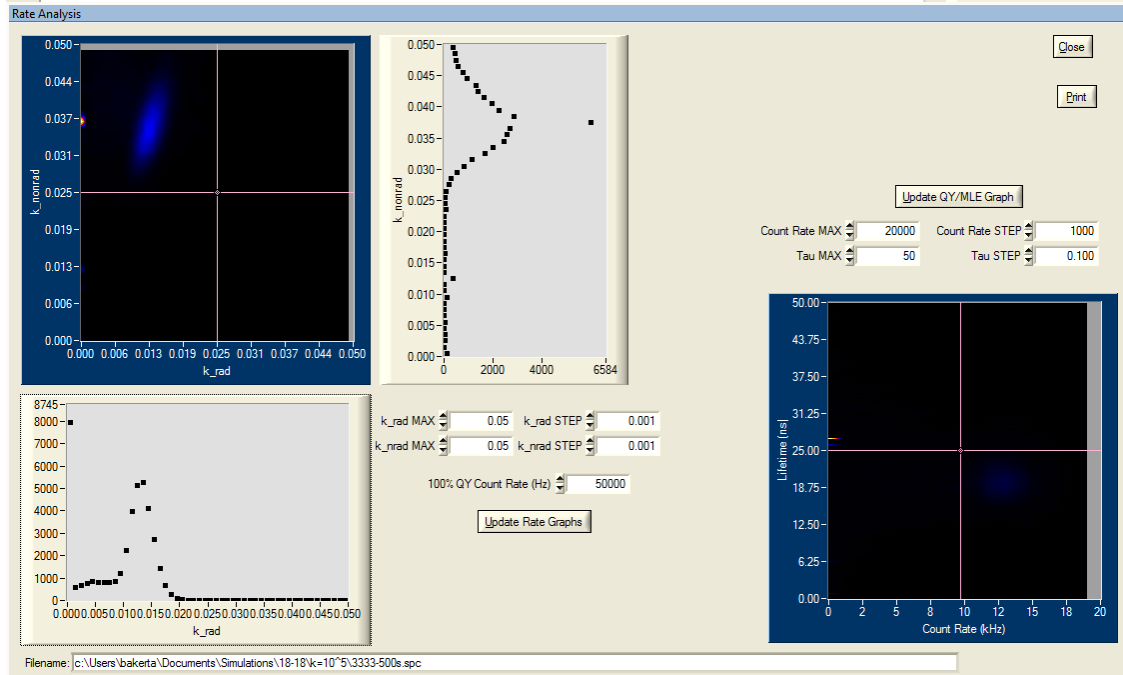 Rate Analysis
0.050
0.044
0.037
0.031
0.025
0.019
0.013
0.006
0.000
k_nonrad
0.000 0.006 0.013 0.019 0.025 0.031 0.037 0.044 0.050
k_rad
0.050
0.045
0.040
0.035
0.030
0.025
0.020
0.015
0.010
0.005
0.000
k_nonrad
0 2000 4000 6584
Close
Print
Update QY/MLE Graph
Count Rate MAX 20000 Count Rate STEP 1000
Tau MAX 50 Tau STEP 0.100
8745
8000
7000
6000
5000
4000
3000
2000
1000
0
0.000 0.005 0.010 0.015 0.020 0.025 0.030 0.035 0.040 0.045 0.050
k_rad
k_rad MAX 0.05 k_rad STEP 0.001
k_nrad MAX 0.05 k_nrad STEP 0.001
100% QY Count Rate (Hz) 50000
Update Rate Graphs
50.00
43.75
37.50
31.25
25.00
18.75
12.50
6.25
0.00
Lifetime [ns]
0 2 5 8 10 12 15 18 20
Count Rate (kHz)
Filename: c:\Users\bakerta\Documents\Simulations\18-18\k=10^5\3333-500s.spc